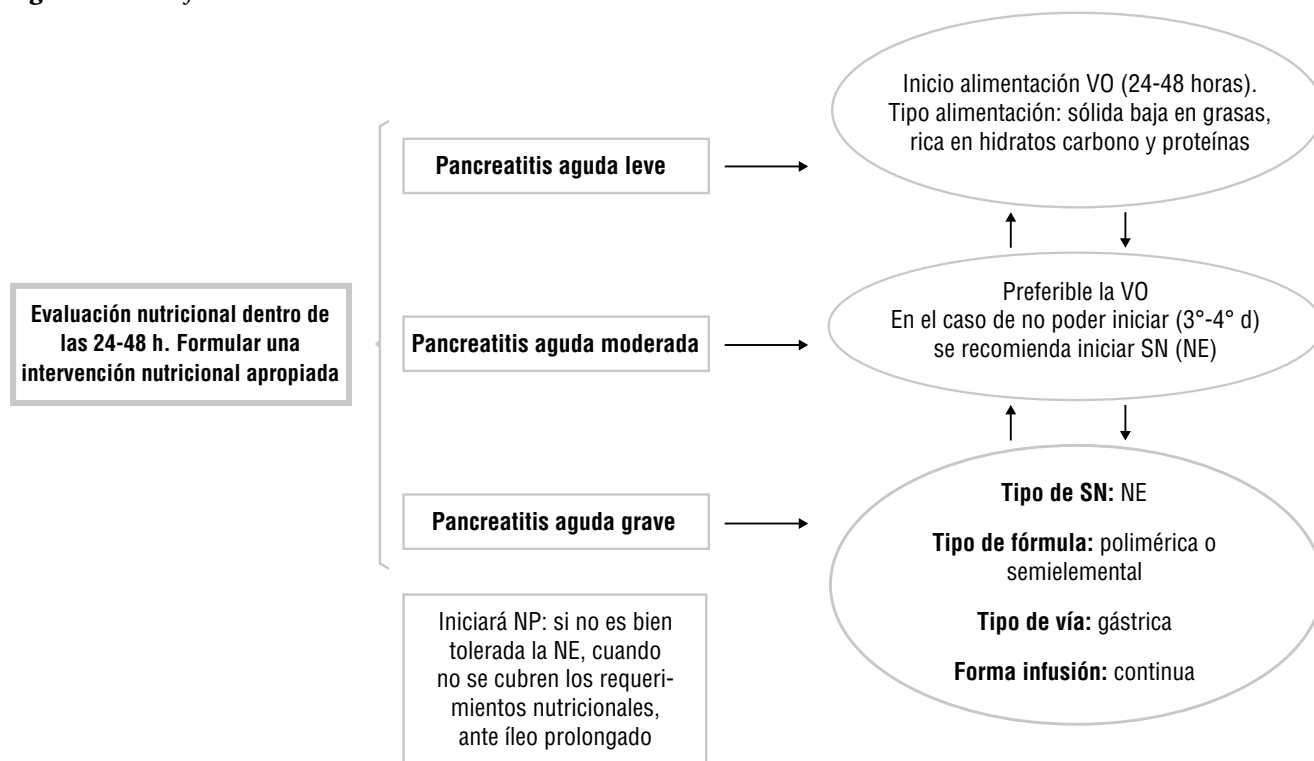 Inicio alimentación VO (24-48 horas).
Tipo alimentación: sólida baja en grasas,
rica en hidratos carbono y proteínas
Pancreatitis aguda leve
Evaluación nutricional dentro de
las 24-48 h. Formular una
intervención nutricional apropiada
Pancreatitis aguda moderada
Preferible la VO
En el caso de no poder iniciar (3°-4° d)
se recomienda iniciar SN (NE)
Pancreatitis aguda grave
Tipo de SN: NE
Tipo de fórmula: polimérica o
semielemental
Tipo de vía: gástrica
Forma infusión: continua
Iniciará NP: si no es bien
tolerada la NE, cuando
no se cubren los requeri-
mientos nutricionales,
ante íleo prolongado